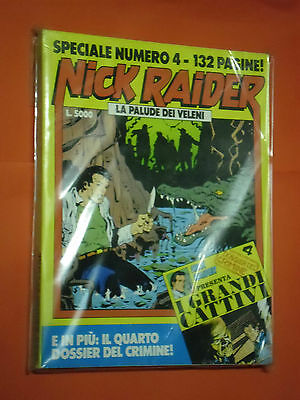 SPECIALE NUMERO 4 - 132 PAGINE!
NICK RAIDER
L. 5000
LA PALUDE DEI VELENI
PRESENTA
I GRANDI
CATTIVI
E IN PIÙ: IL QUARTO
DOSSIER DEL CRIMINE!